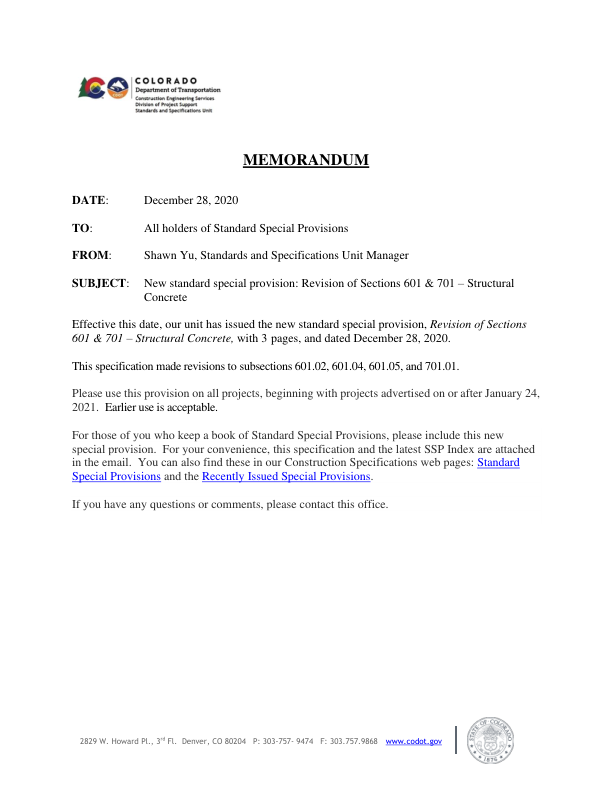 COLORADO
Department of Transportation
Construction Engineering Services
Division of Project Support
Standards and Specifications Unit
MEMORANDUM
DATE: December 28, 2020
TO: All holders of Standard Special Provisions
FROM: Shawn Yu, Standards and Specifications Unit Manager
SUBJECT: New standard special provision: Revision of Sections 601 & 701 – Structural
Concrete
Effective this date, our unit has issued the new standard special provision, Revision of Sections
601 & 701 – Structural Concrete, with 3 pages, and dated December 28, 2020.
This specification made revisions to subsections 601.02, 601.04, 601.05, and 701.01.
Please use this provision on all projects, beginning with projects advertised on or after January 24,
2021. Earlier use is acceptable.
For those of you who keep a book of Standard Special Provisions, please include this new
special provision. For your convenience, this specification and the latest SSP Index are attached
in the email. You can also find these in our Construction Specifications web pages: Standard
Special Provisions and the Recently Issued Special Provisions.
If you have any questions or comments, please contact this office.
2829 W. Howard Pl., 3rd Fl. Denver, CO 80204 P: 303-757- 9474 F: 303.757.9868 www.codot.gov
STATE OF COLORADO
1876